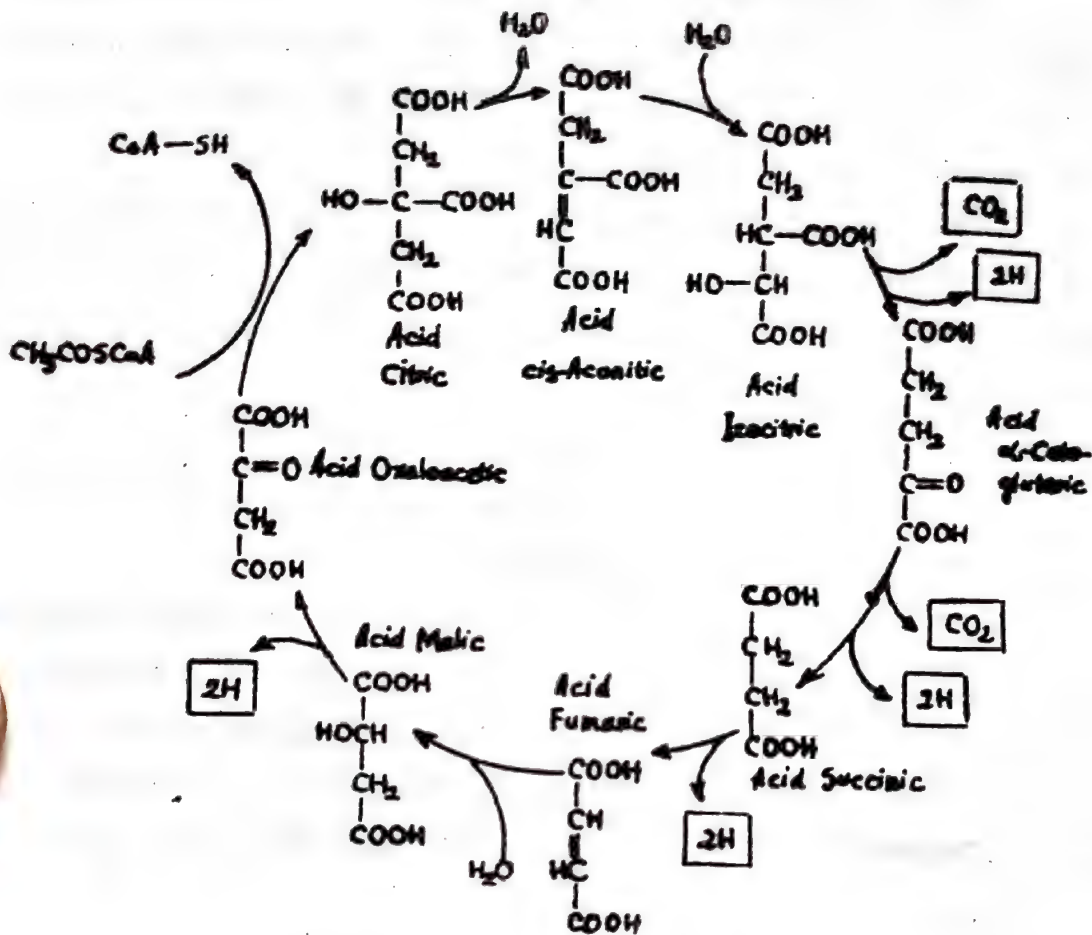 H₂O
H₂O
CoA—SH
CH₃COSCoA
COOH
CH₂
HO—C—COOH
CH₂
COOH
Acid
Citric
COOH
CH₂
C—COOH
HC
COOH
Acid
cis-Aconitic
COOH
CH₂
HC—COOH
HO—CH
COOH
Acid
Izocitric
CO₂
2H
COOH
CH₂
CH₂
C=O
COOH
Acid
α-Ceto-
glutaric
CO₂
2H
COOH
CH₂
CH₂
COOH
Acid Succinic
2H
Acid
Fumaric
COOH
CH
HC
COOH
H₂O
Acid Malic
COOH
HOCH
CH₂
COOH
2H
COOH
C=O Acid Oxaloacetic
CH₂
COOH